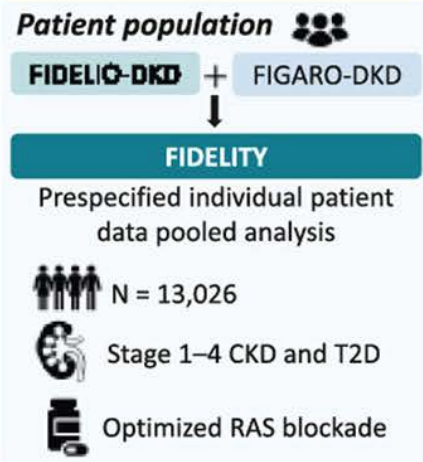 Patient population
FIDELIO-DKD + FIGARO-DKD
FIDELITY
Prespecified individual patient
data pooled analysis
N = 13,026
Stage 1–4 CKD and T2D
Optimized RAS blockade